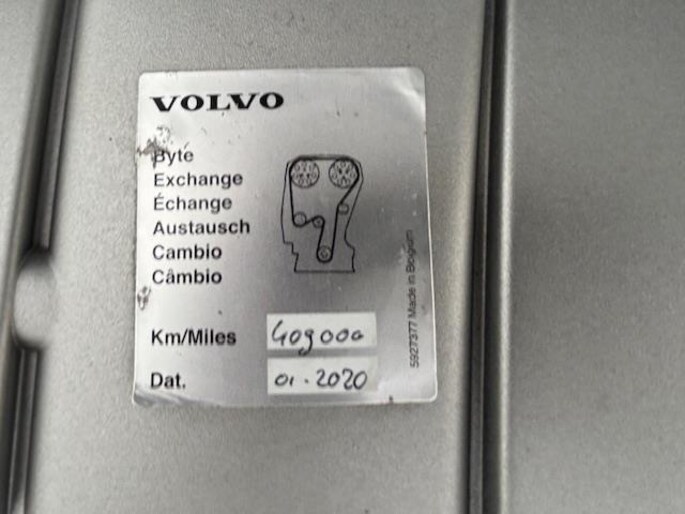 VOLVO
Byte
Exchange
Échange
Austausch
Cambio
Câmbio
Km/Miles 409000
Dat. 01-2020
5927377 Made in Belgium